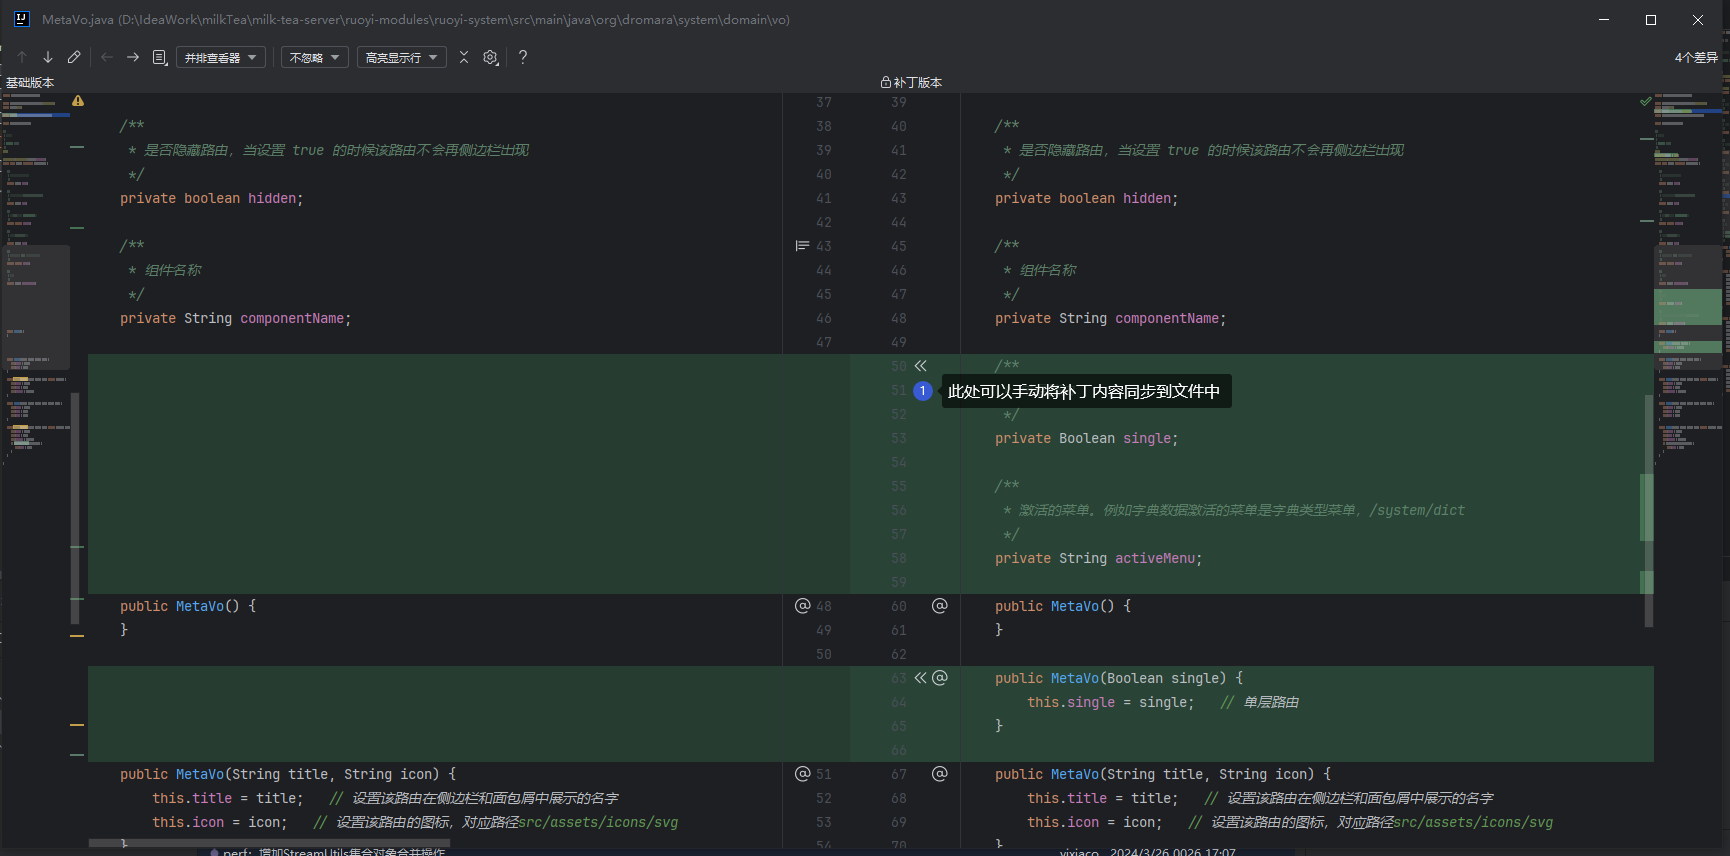 MetaVo.java (D:\IdeaWork\milkTea\milk-tea-server\ruoyi-modules\ruoyi-system\src\main\java\org\dromara\system\domain\vo)
并排查看器 不忽略 高亮显示行 ? 4个差异
基础版本 补丁版本
37 39
/** 38 40 /**
* 是否隐藏路由，当设置 true 的时候该路由不会再侧边栏出现 39 41 * 是否隐藏路由，当设置 true 的时候该路由不会再侧边栏出现
*/ 40 42 */
private boolean hidden; 41 43 private boolean hidden;
42 44
/** 43 45 /**
* 组件名称 44 46 * 组件名称
*/ 45 47 */
private String componentName; 46 48 private String componentName;
47 49
50 « /**
51 1 此处可以手动将补丁内容同步到文件中
52 */
53 private Boolean single;
54
55 /**
56 * 激活的菜单。例如字典数据激活的菜单是字典类型菜单，/system/dict
57 */
58 private String activeMenu;
59
public MetaVo() { @ 48 60 @ public MetaVo() {
} 49 61 }
50 62
63 « @ public MetaVo(Boolean single) {
64 this.single = single; // 单层路由
65 }
66
public MetaVo(String title, String icon) { @ 51 67 @ public MetaVo(String title, String icon) {
this.title = title; // 设置该路由在侧边栏和面包屑中展示的名字 52 68 this.title = title; // 设置该路由在侧边栏和面包屑中展示的名字
this.icon = icon; // 设置该路由的图标，对应路径src/assets/icons/svg 53 69 this.icon = icon; // 设置该路由的图标，对应路径src/assets/icons/svg
} 54 70 }
perf: 增加StreamUtils集合对象合并操作 yixiaco 2024/3/26 0026 17:07